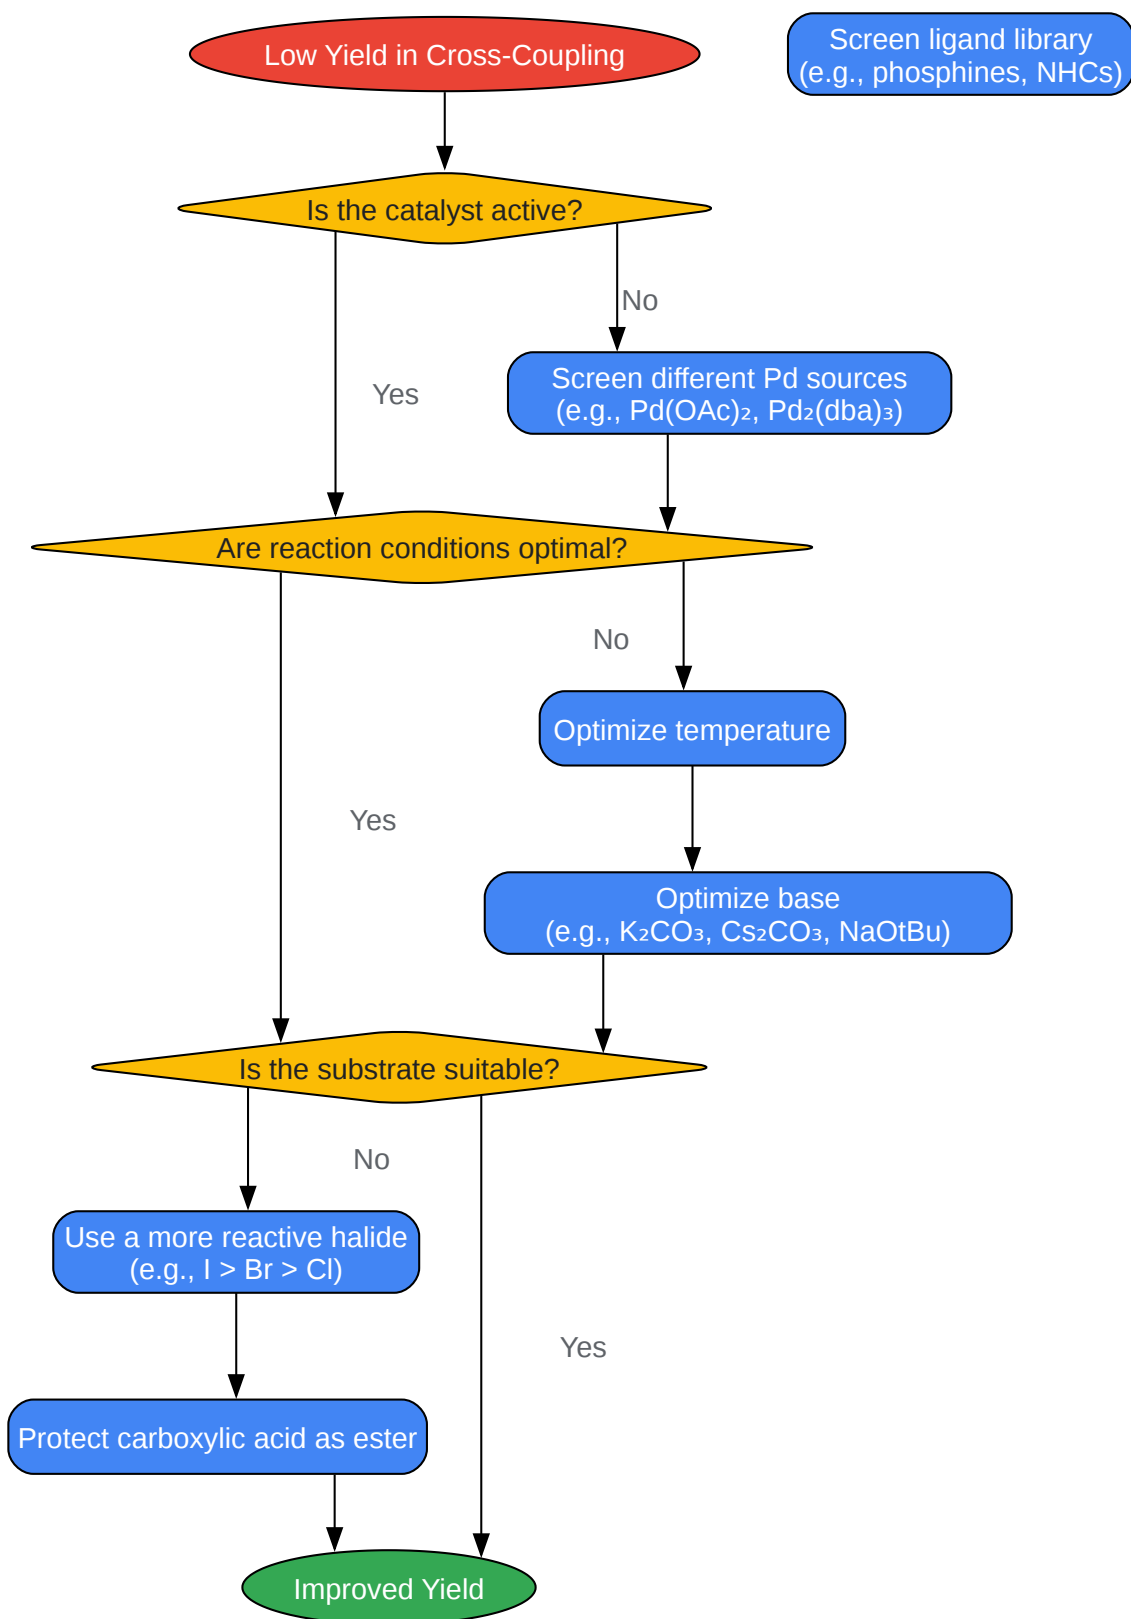 Low Yield in Cross-Coupling
Screen ligand library
(e.g., phosphines, NHCs)
Is the catalyst active?
No
Screen different Pd sources
(e.g., Pd(OAc)₂, Pd₂(dba)₃)
Yes
Are reaction conditions optimal?
No
Optimize temperature
Yes
Optimize base
(e.g., K₂CO₃, Cs₂CO₃, NaOtBu)
Is the substrate suitable?
No
Use a more reactive halide
(e.g., I > Br > Cl)
Yes
Protect carboxylic acid as ester
Improved Yield